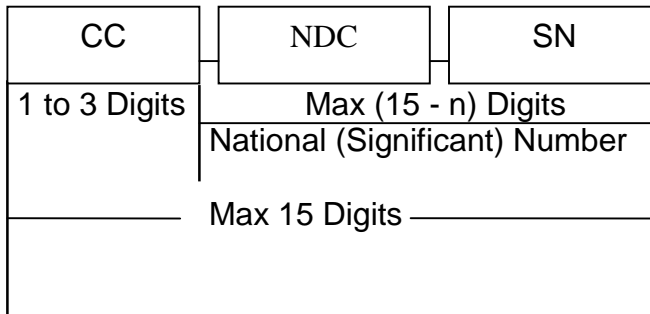 CC NDC SN
1 to 3 Digits Max (15 - n) Digits
National (Significant) Number
Max 15 Digits